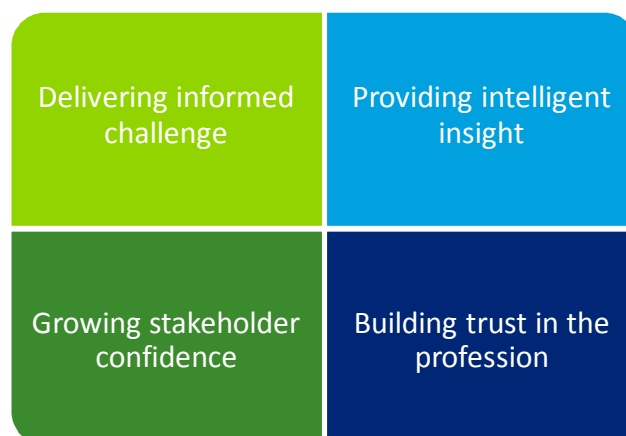 Delivering informed
challenge
Providing intelligent
insight
Growing stakeholder
confidence
Building trust in the
profession